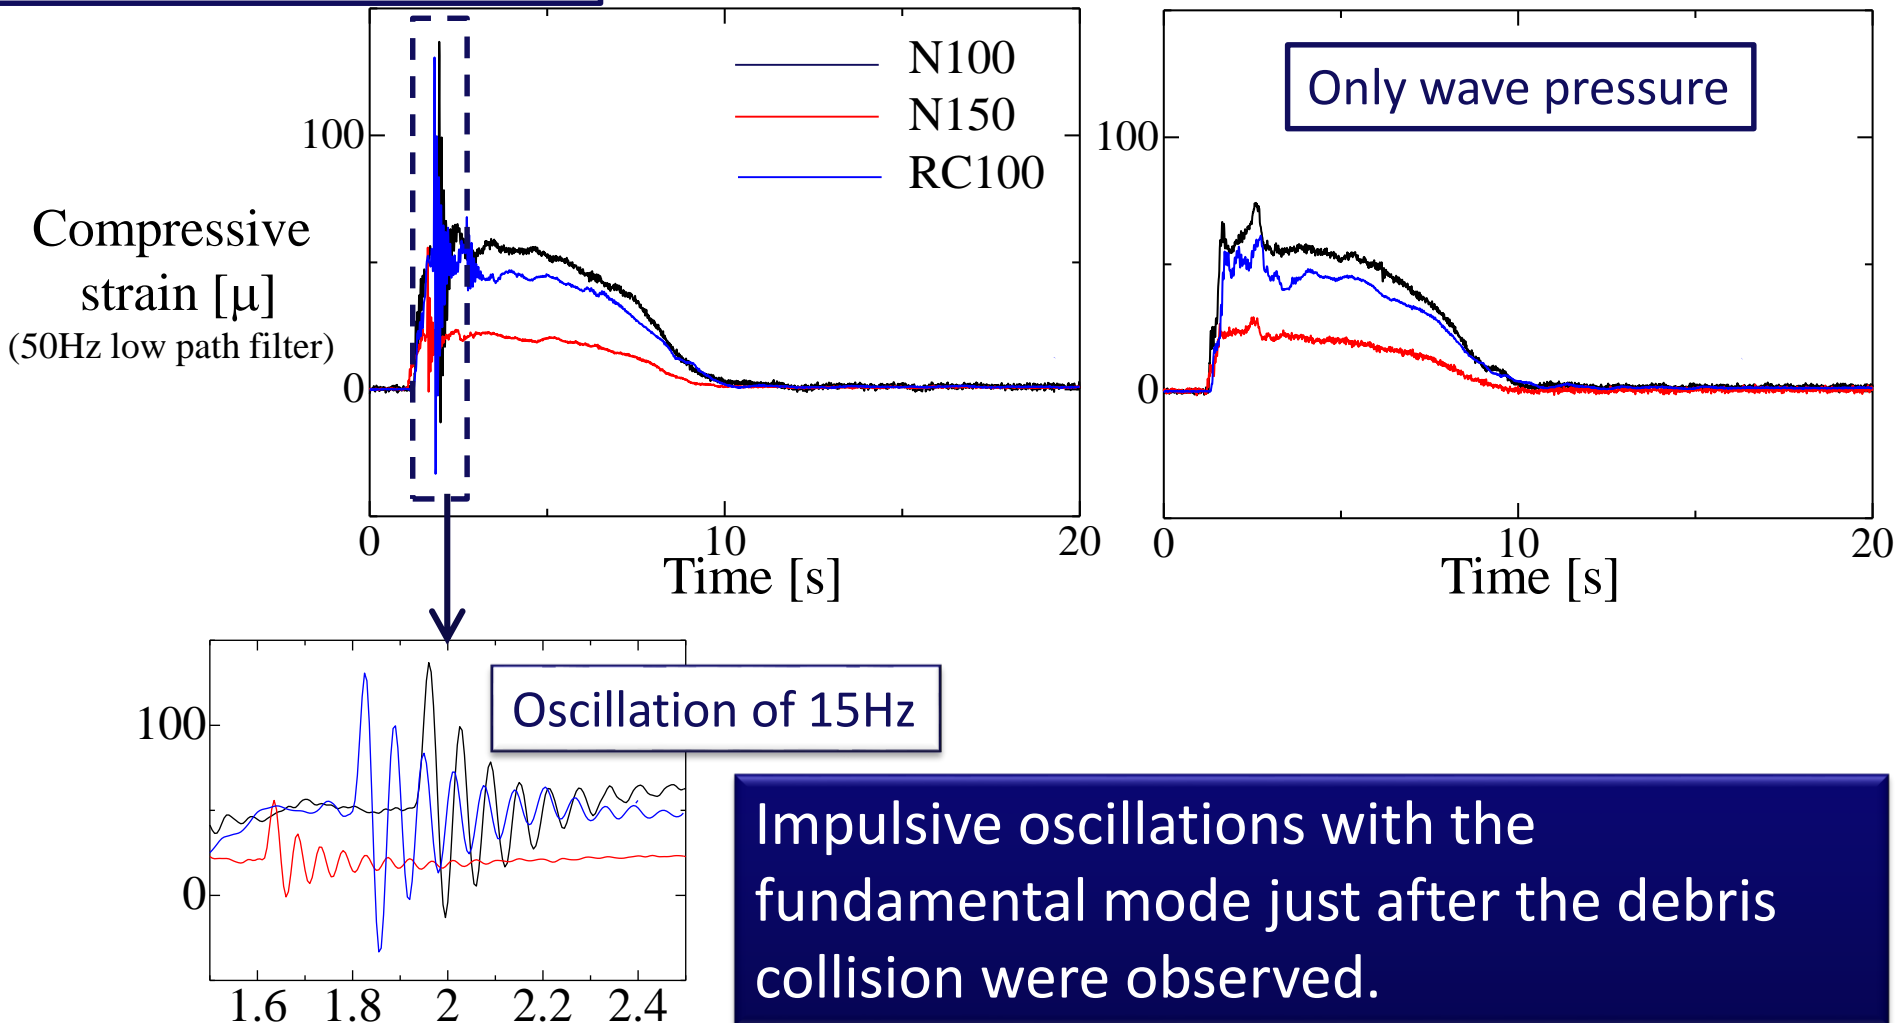 N100
N150
RC100
100
0
Compressive
strain [μ]
(50Hz low path filter)
0
10
20
Time [s]
Only wave pressure
100
0
0
10
20
Time [s]
Oscillation of 15Hz
100
0
1.6 1.8 2 2.2 2.4
Impulsive oscillations with the
fundamental mode just after the debris
collision were observed.